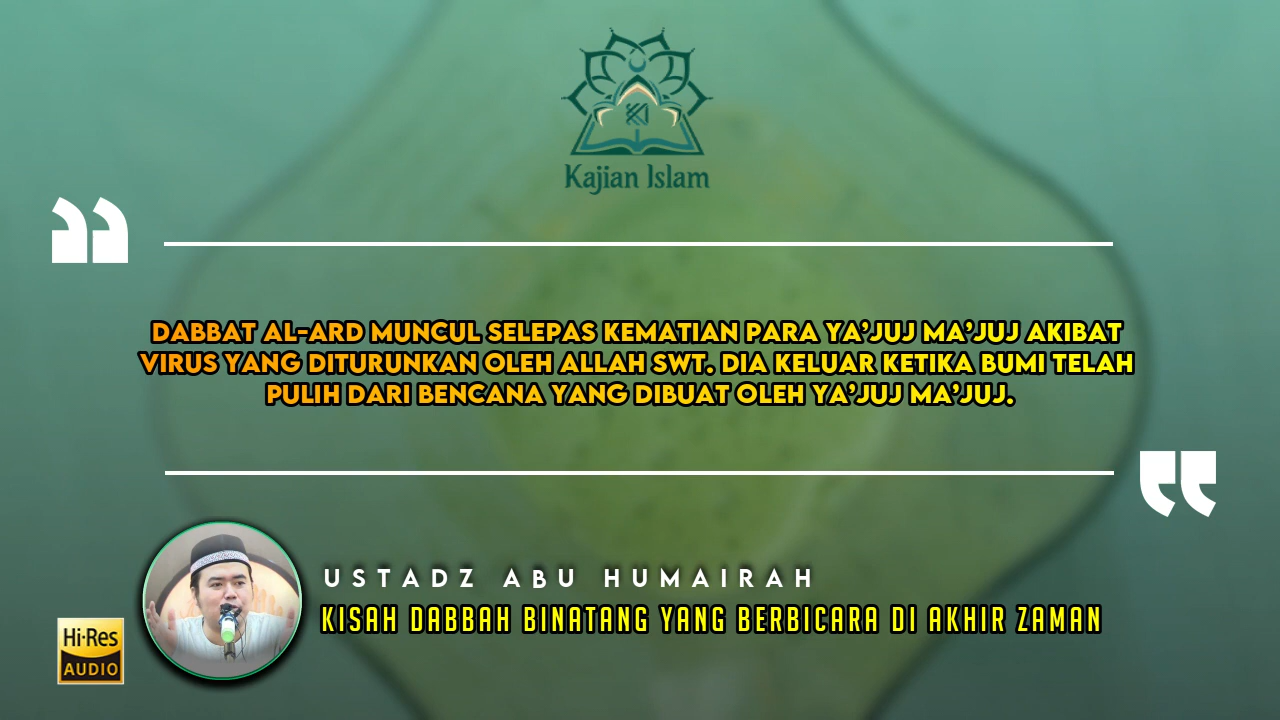 Kajian Islam
DABBAT AL-ARD MUNCUL SELEPAS KEMATIAN PARA YA'JUJ MA'JUJ AKIBAT
VIRUS YANG DITURUNKAN OLEH ALLAH SWT. DIA KELUAR KETIKA BUMI TELAH
PULIH DARI BENCANA YANG DIBUAT OLEH YA'JUJ MA'JUJ.
USTADZ ABU HUMAIRAH
KISAH DABBAH BINATANG YANG BERBICARA DI AKHIR ZAMAN
Hi-Res
AUDIO